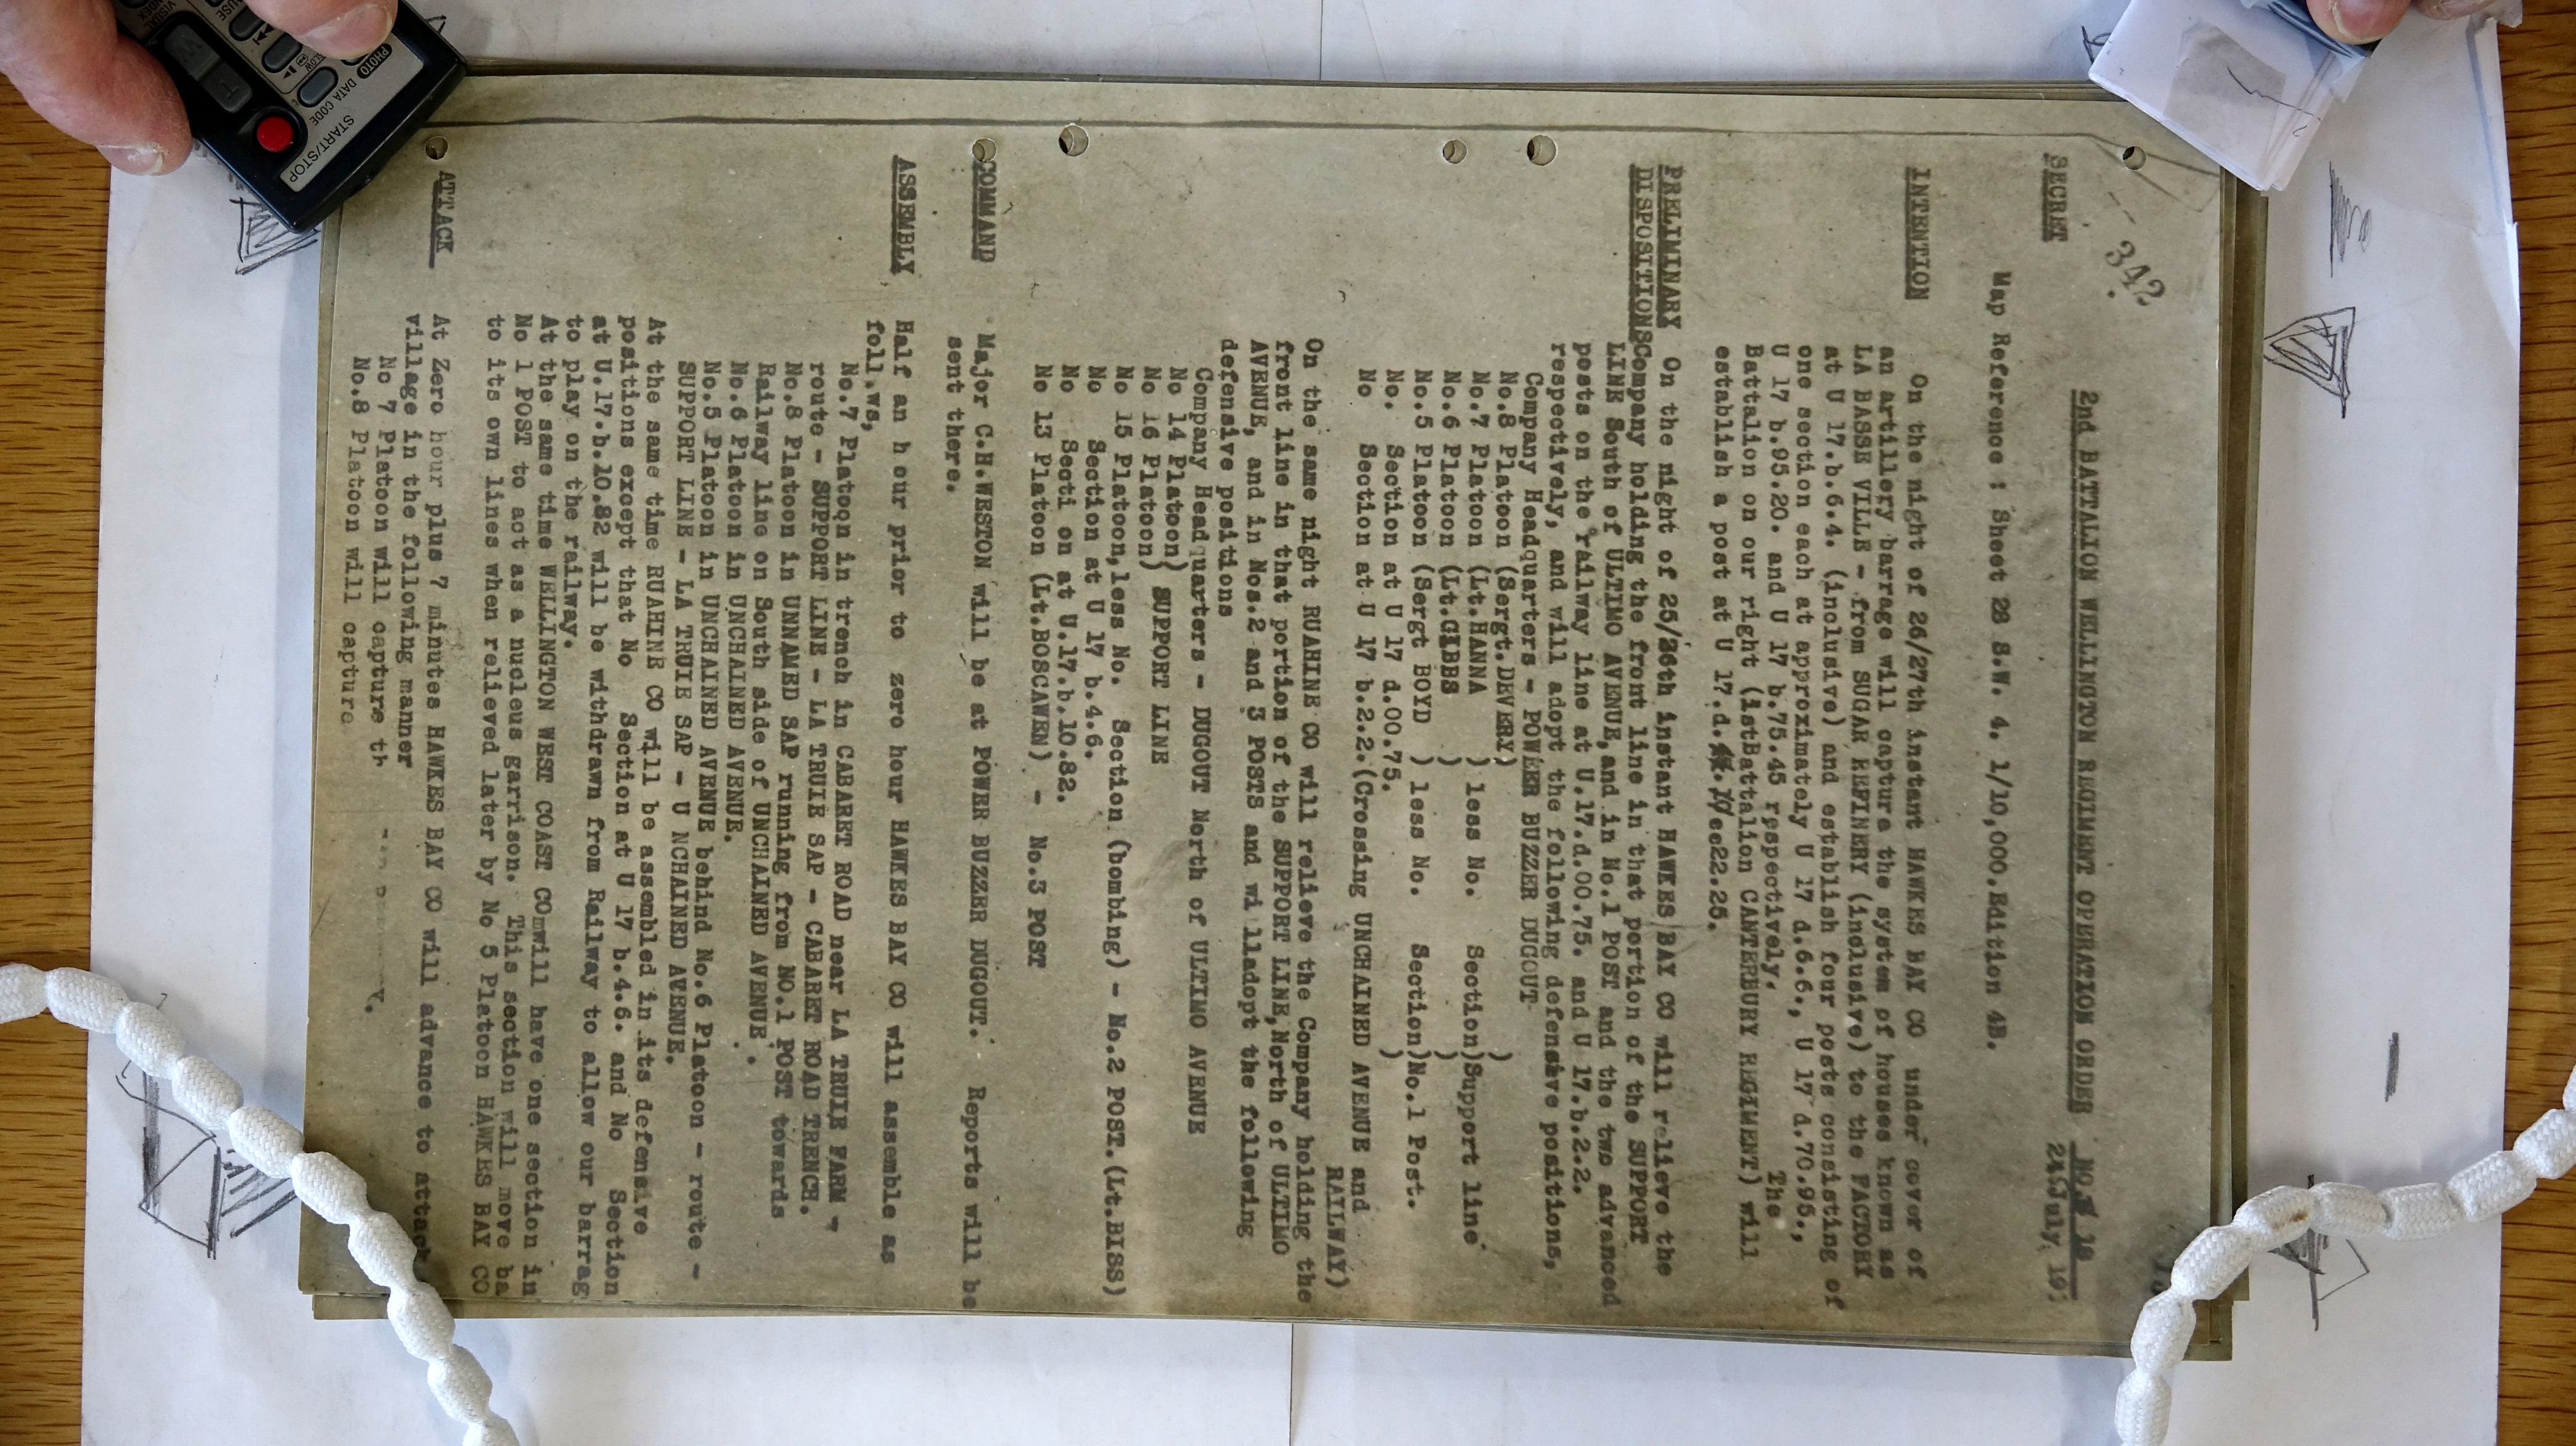 342
SECRET
2nd BATTALION WELLINGTON REGIMENT OPERATION ORDER NO. 18
July, 19
Map Reference : Sheet 28 S.W. 4. 1/10,000.Edition 4B.
INTENTION
On the night of 26/27th instant HAWKES BAY CO under cover of
an artillery barrage will capture the system of houses known as
LA BASSE VILLE - from SUGAR REFINERY (inclusive) to the FACTORY
at U 17.b.6.4. (inclusive) and establish four posts consisting of
one section each at approximately U 17 d.6.6., U 17 d.70.95.,
U 17 b.95.20. and U 17 b.75.45 respectively. The
Battalion on our right (1stBattalion CANTERBURY REGIMENT) will
establish a post at U 17.d. 22.25.
PRELIMINARY
DISPOSITIONS
On the night of 25/26th instant HAWKES BAY CO will relieve the
Company holding the front line in that portion of the SUPPORT
LINE South of ULTIMO AVENUE,and in No.1 POST and the two advanced
posts on the railway line at U.17.d.00.75. and U 17.b.2.2.
respectively, and will adopt the following defensive positions,
Company Headquarters - POWER BUZZER DUGOUT
No.8 Platoon (Sergt.DEVERY) )
No.7 Platoon (Lt.HANNA ) less No. Section)Support line
No.6 Platoon (Lt.GIBBS ) )
No.5 Platoon (Sergt BOYD ) less No. Section)No.1 Post.
No. Section at U 17 d.00.75. )
No Section at U 17 b.2.2.(Crossing UNCHAINED AVENUE and
RAILWAY)
On the same night RUAHINE CO will relieve the Company holding the
front line in that portion of the SUPPORT LINE,North of ULTIMO
AVENUE, and in Nos.2 and 3 POSTS and wi lladopt the following
defensive positions
Company Headquarters - DUGOUT North of ULTIMO AVENUE
No 14 Platoon)
No 16 Platoon) SUPPORT LINE
No 15 Platoon,less No. Section (bombing) - No.2 POST.(Lt.BISS)
No Section at U 17 b.4.6.
No Secti on at U.17.b.10.82.
No 13 Platoon (Lt.BOSCAWEN) - No.3 POST
COMMAND
Major C.H.WESTON will be at POWER BUZZER DUGOUT. Reports will be
sent there.
ASSEMBLY
Half an h our prior to zero hour HAWKES BAY CO will assemble as
foll.ws,
No.7 Platoon in trench in CABARET ROAD near LA TRUIE FARM -
route - SUPPORT LINE - LA TRUIE SAP - CABARET ROAD TRENCH.
No.8 Platoon in UNNAMED SAP running from NO.1 POST towards
Railway line on South side of UNCHAINED AVENUE .
No.6 Platoon in UNCHAINED AVENUE.
No.5 Platoon in UNCHAINED AVENUE behind No.6 Platoon - route -
SUPPORT LINE - LA TRUIE SAP - U NCHAINED AVENUE.
At the same time RUAHINE CO will be assembled in its defensive
positions except that No Section at U 17 b.4.6. and No Section
at U.17.b.10.82 will be withdrawn from Railway to allow our barrag
to play on the railway.
At the same time WELLINGTON WEST COAST COmwill have one section in
No 1 POST to act as a nucleus garrison. This section will move ba
to its own lines when relieved later by No 5 Platoon HAWKES BAY CO
ATTACK
At Zero hour plus 7 minutes HAWKES BAY CO will advance to attack
village in the following manner
No 7 Platoon will capture th
No.8 Platoon will capture
START/STOP
PHOTO
DATA CODE
W
T
VISUAL
INDEX